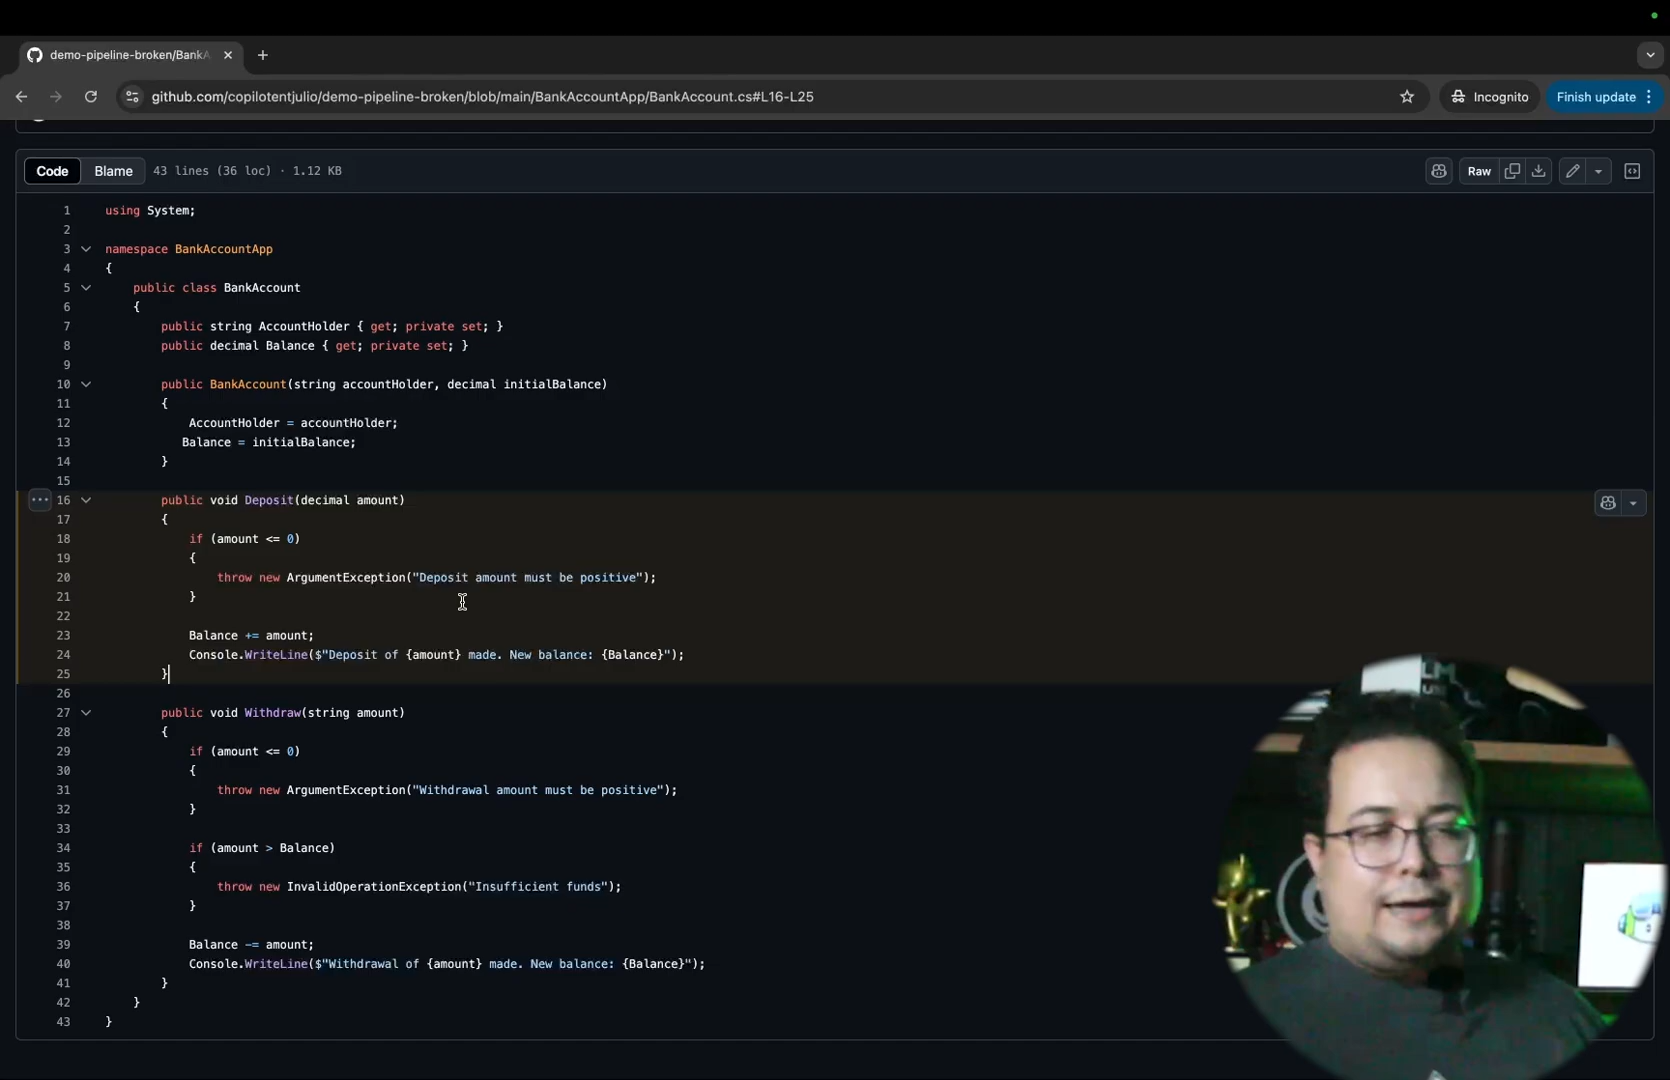 demo-pipeline-broken/BankA
github.com/copilotentjulio/demo-pipeline-broken/blob/main/BankAccountApp/BankAccount.cs#L16-L25
Incognito
Finish update
Code
Blame
43 lines (36 loc) · 1.12 KB
Raw
1 using System;
2
3 namespace BankAccountApp
4 {
5 public class BankAccount
6 {
7 public string AccountHolder { get; private set; }
8 public decimal Balance { get; private set; }
9
10 public BankAccount(string accountHolder, decimal initialBalance)
11 {
12 AccountHolder = accountHolder;
13 Balance = initialBalance;
14 }
15
16 public void Deposit(decimal amount)
17 {
18 if (amount <= 0)
19 {
20 throw new ArgumentException("Deposit amount must be positive");
21 }
22
23 Balance += amount;
24 Console.WriteLine($"Deposit of {amount} made. New balance: {Balance}");
25 }
26
27 public void Withdraw(string amount)
28 {
29 if (amount <= 0)
30 {
31 throw new ArgumentException("Withdrawal amount must be positive");
32 }
33
34 if (amount > Balance)
35 {
36 throw new InvalidOperationException("Insufficient funds");
37 }
38
39 Balance -= amount;
40 Console.WriteLine($"Withdrawal of {amount} made. New balance: {Balance}");
41 }
42 }
43 }